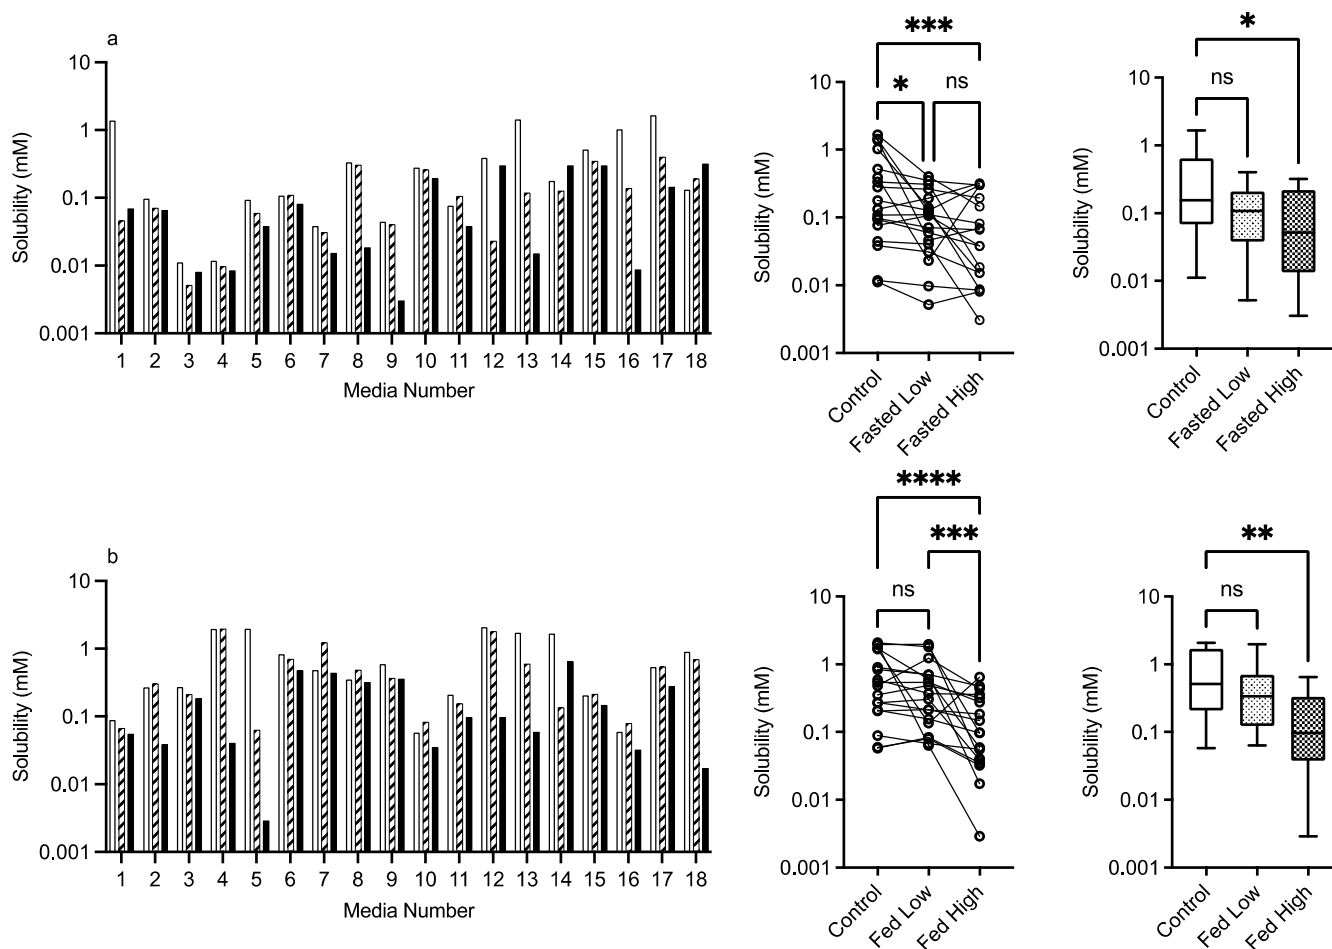 a
Solubility (mM)
10
1
0.1
0.01
0.001
1 2 3 4 5 6 7 8 9 10 11 12 13 14 15 16 17 18
Media Number
***
*
ns
Solubility (mM)
10
1
0.1
0.01
0.001
Control
Fasted Low
Fasted High
*
ns
Solubility (mM)
10
1
0.1
0.01
0.001
Control
Fasted Low
Fasted High
b
Solubility (mM)
10
1
0.1
0.01
0.001
1 2 3 4 5 6 7 8 9 10 11 12 13 14 15 16 17 18
Media Number
****
***
ns
Solubility (mM)
10
1
0.1
0.01
0.001
Control
Fed Low
Fed High
**
ns
Solubility (mM)
10
1
0.1
0.01
0.001
Control
Fed Low
Fed High